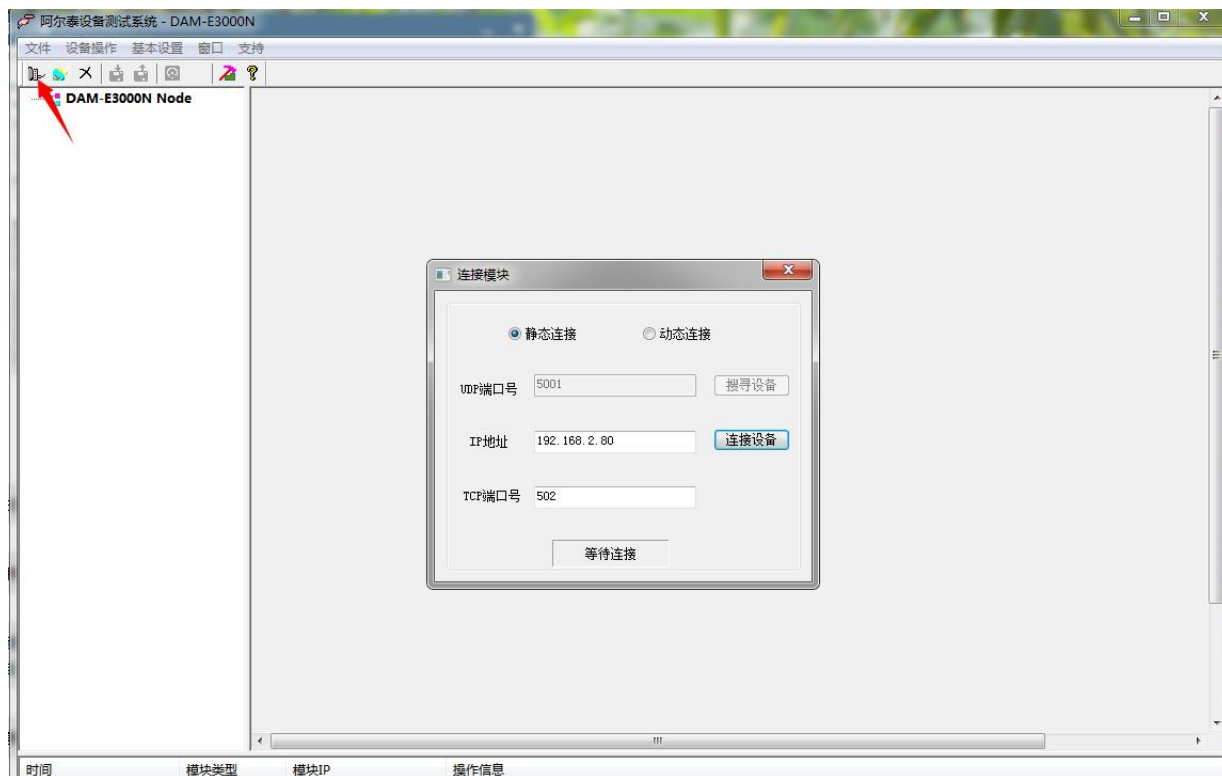 阿尔泰设备测试系统 - DAM-E3000N
文件 设备操作 基本设置 窗口 支持
DAM-E3000N Node
连接模块
静态连接 动态连接
UDP端口号 5001 搜寻设备
IP地址 192.168.2.80 连接设备
TCP端口号 502
等待连接
时间 模块类型 模块IP 操作信息